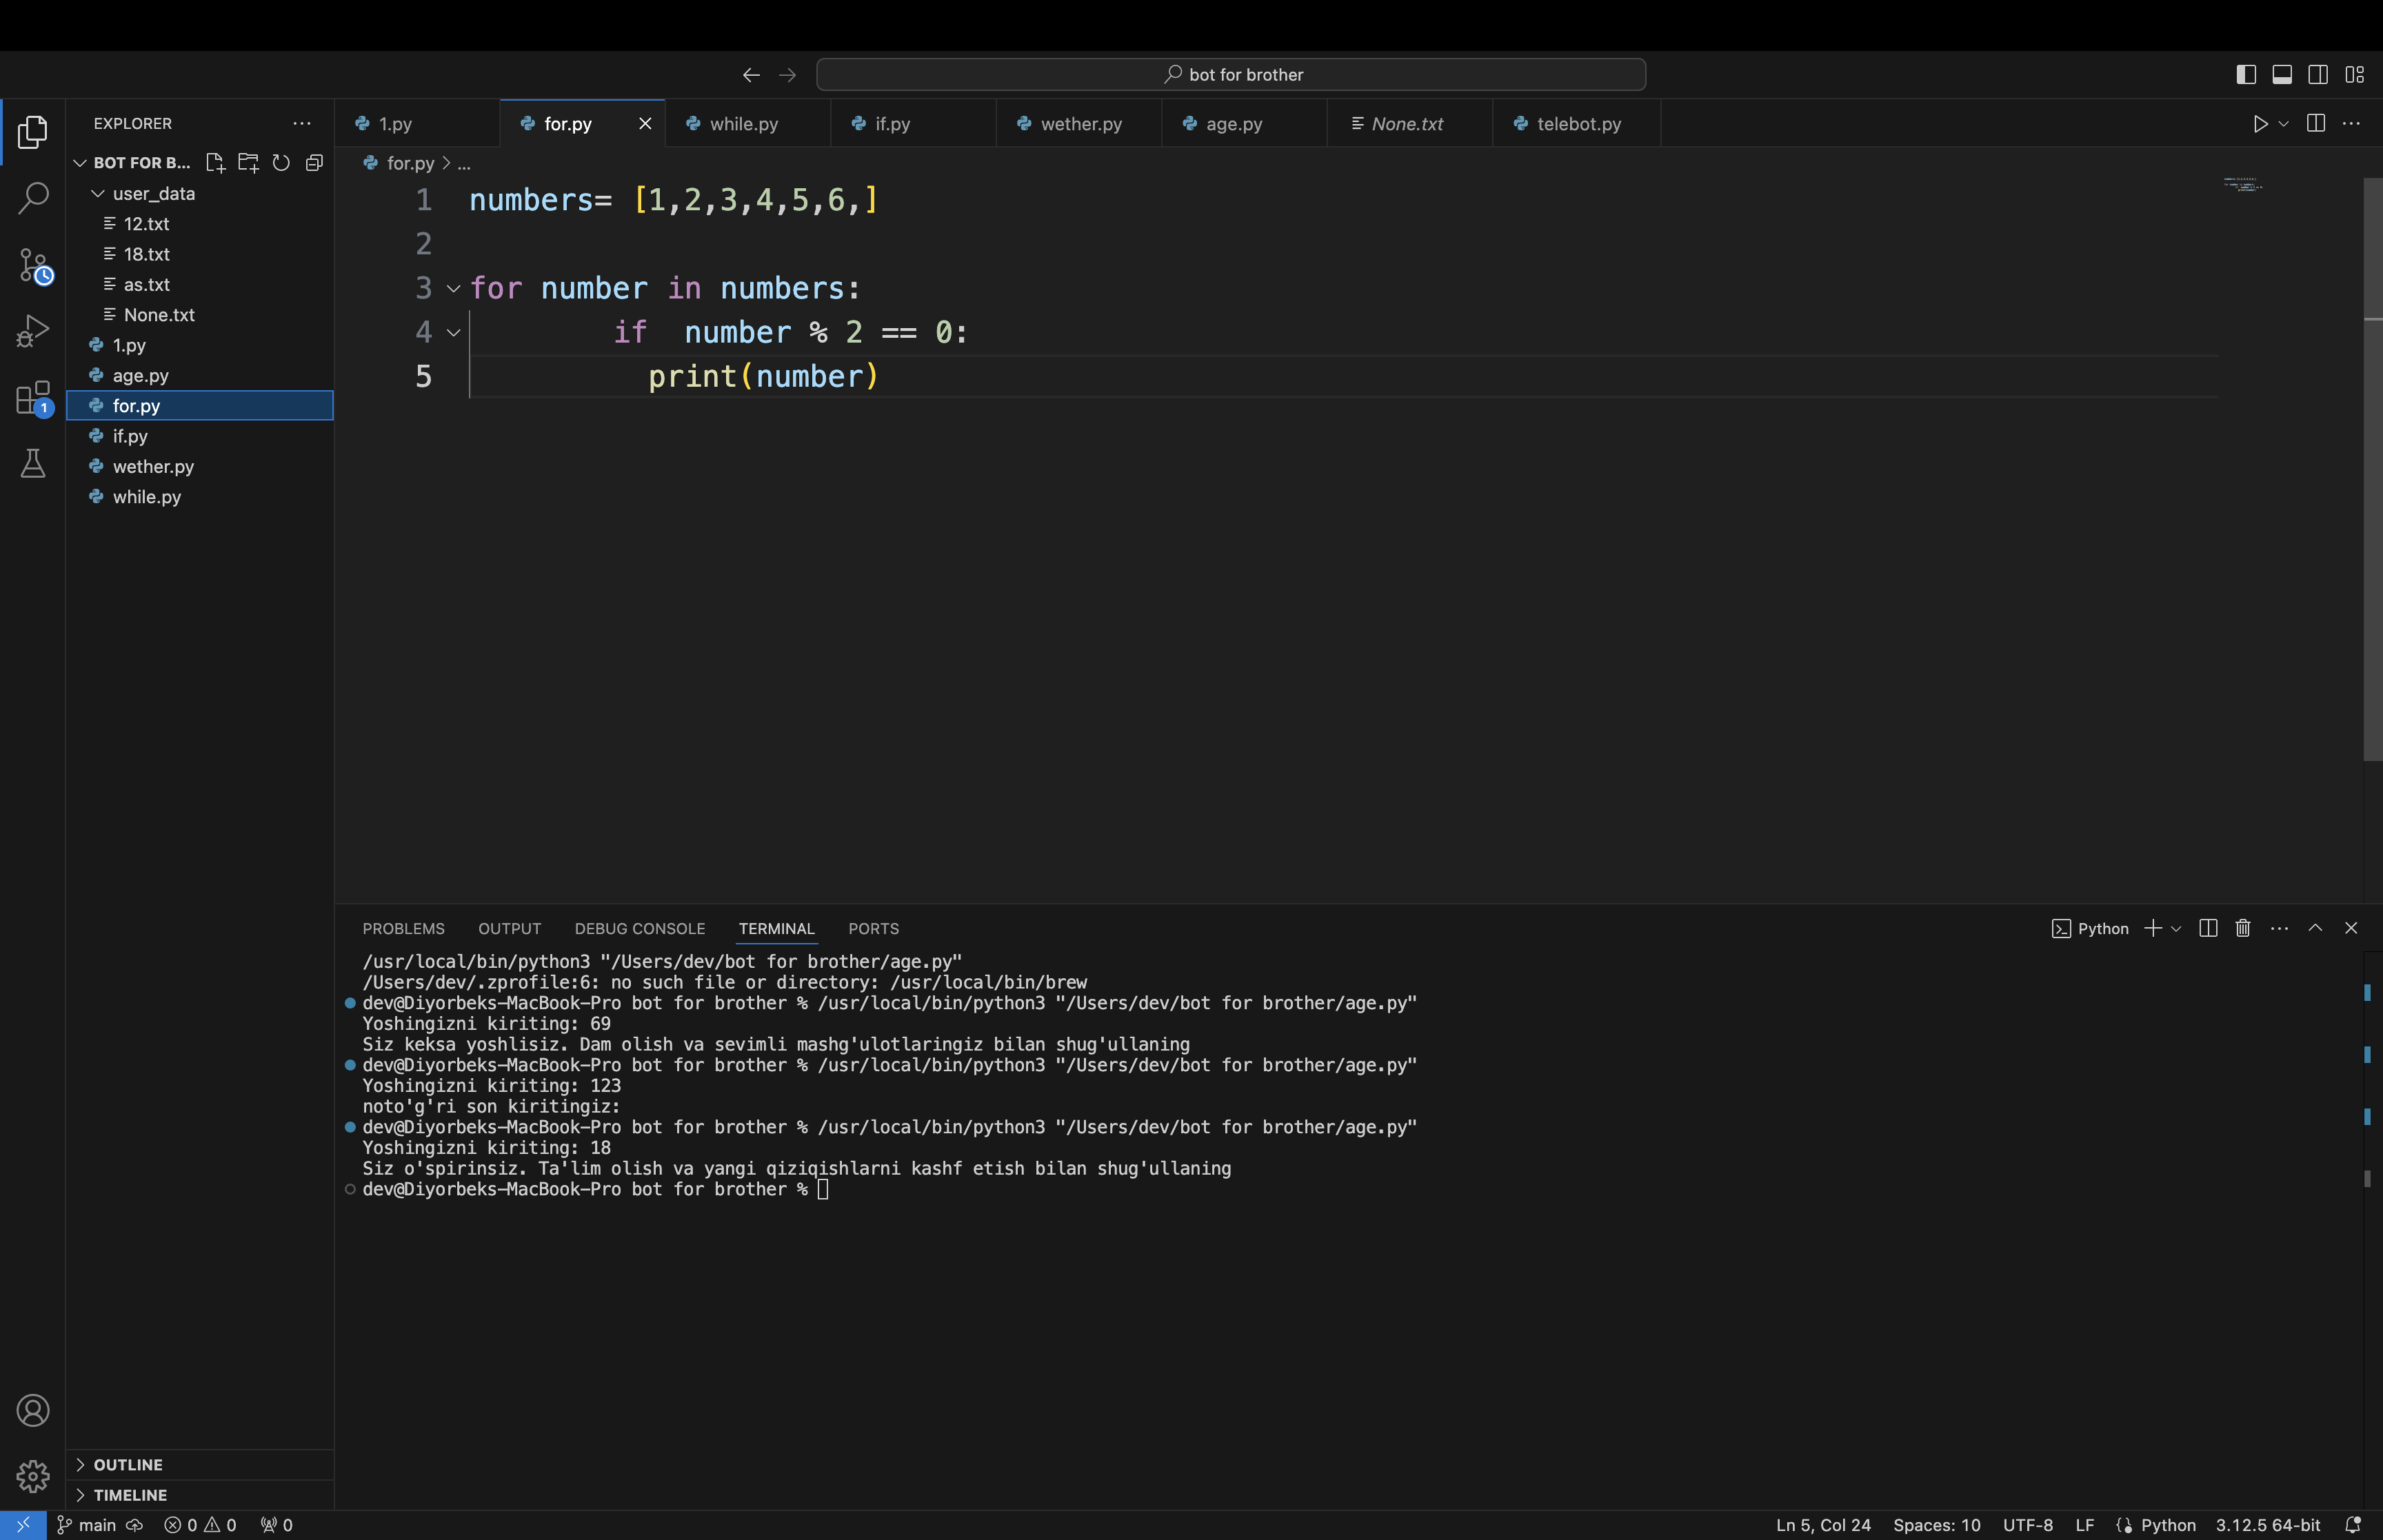 bot for brother
EXPLORER
1.py
for.py
while.py
if.py
wether.py
age.py
None.txt
telebot.py
BOT FOR B...
user_data
12.txt
18.txt
as.txt
None.txt
1.py
age.py
for.py
if.py
wether.py
while.py
for.py > ...
1 numbers= [1,2,3,4,5,6,]
2
3 for number in numbers:
4 if  number % 2 == 0:
5 print(number)
1
PROBLEMS OUTPUT DEBUG CONSOLE TERMINAL PORTS
Python
/usr/local/bin/python3 "/Users/dev/bot for brother/age.py"
/Users/dev/.zprofile:6: no such file or directory: /usr/local/bin/brew
dev@Diyorbeks-MacBook-Pro bot for brother % /usr/local/bin/python3 "/Users/dev/bot for brother/age.py"
Yoshingizni kiriting: 69
Siz keksa yoshlisiz. Dam olish va sevimli mashg'ulotlaringiz bilan shug'ullaning
dev@Diyorbeks-MacBook-Pro bot for brother % /usr/local/bin/python3 "/Users/dev/bot for brother/age.py"
Yoshingizni kiriting: 123
noto'g'ri son kiritingiz:
dev@Diyorbeks-MacBook-Pro bot for brother % /usr/local/bin/python3 "/Users/dev/bot for brother/age.py"
Yoshingizni kiriting: 18
Siz o'spirinsiz. Ta'lim olish va yangi qiziqishlarni kashf etish bilan shug'ullaning
dev@Diyorbeks-MacBook-Pro bot for brother %
OUTLINE
TIMELINE
main 0 0 0
Ln 5, Col 24 Spaces: 10 UTF-8 LF Python 3.12.5 64-bit